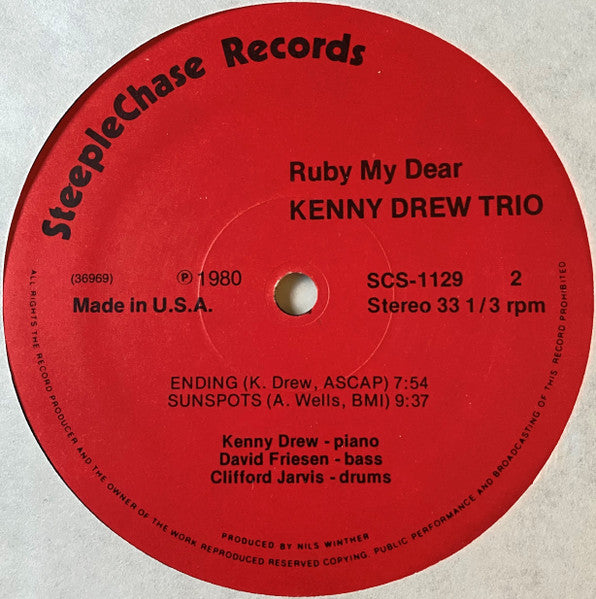 SteepleChase Records
Ruby My Dear
KENNY DREW TRIO
(36969) ℗ 1980 SCS-1129 2
Made in U.S.A. Stereo 33 1/3 rpm
ENDING (K. Drew, ASCAP) 7:54
SUNSPOTS (A. Wells, BMI) 9:37
Kenny Drew - piano
David Friesen - bass
Clifford Jarvis - drums
PRODUCED BY NILS WINTHER
ALL RIGHTS THE RECORD PRODUCER AND THE OWNER OF THE WORK REPRODUCED RESERVED COPYING. PUBLIC PERFORMANCE AND BROADCASTING OF THIS RECORD PROHIBITED